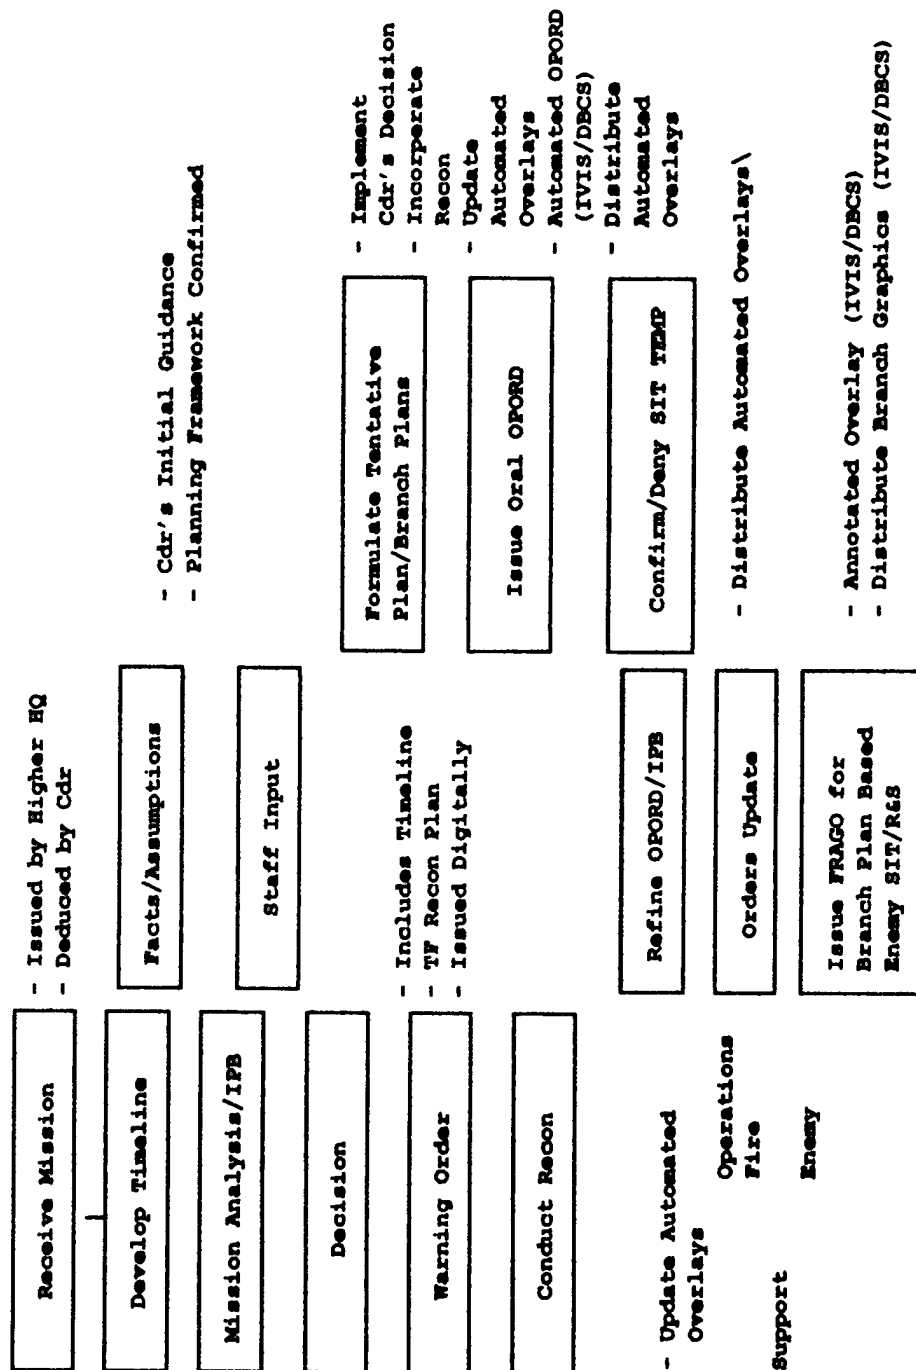 Receive Mission
- Issued by Higher HQ
- Deduced by Cdr
Develop Timeline
Facts/Assumptions
- Cdr's Initial Guidance
- Planning Framework Confirmed
Mission Analysis/IPB
Staff Input
Decision
Formulate Tentative
Plan/Branch Plans
- Implement
Cdr's Decision
- Incorperate
Recon
- Update
Automated
Overlays
- Automated OPORD
(IVIS/DBCS)
- Distribute
Automated
Overlays
Warning Order
- Includes Timeline
- TF Recon Plan
- Issued Digitally
Issue Oral OPORD
Conduct Recon
Confirm/Deny SIT TEMP
- Update Automated
Overlays
Operations
Fire
Support
Enemy
Refine OPORD/IPB
Orders Update
- Distribute Automated Overlays\
Issue FRAGO for
Branch Plan Based
Enemy SIT/R&S
- Annotated Overlay (IVIS/DBCS)
- Distribute Branch Graphics (IVIS/DBCS)